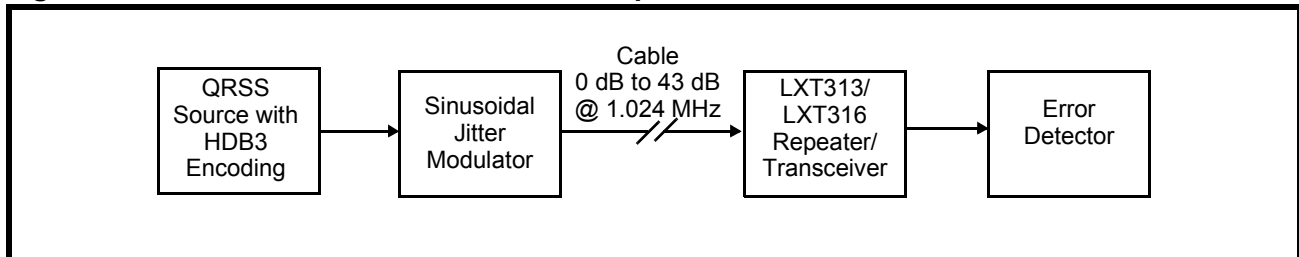 QRSS
Source with
HDB3
Encoding
Sinusoidal
Jitter
Modulator
Cable
0 dB to 43 dB
@ 1.024 MHz
LXT313/
LXT316
Repeater/
Transceiver
Error
Detector